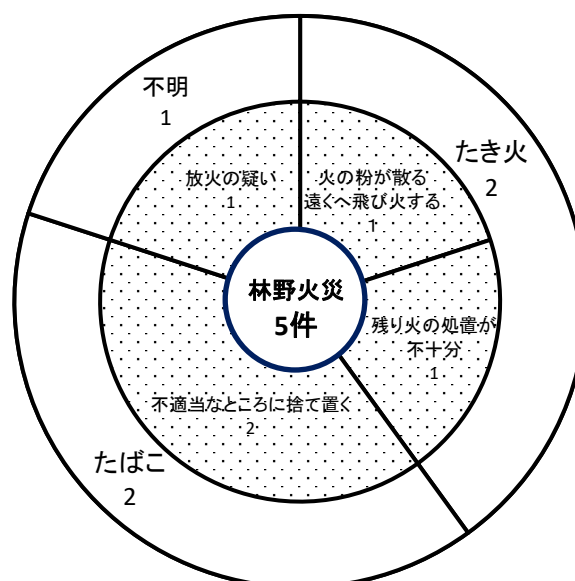 不明
1
たき火
2
放火の疑い
1
火の粉が散る
遠くへ飛び火する
1
林野火災
5件
残り火の処置が
不十分
1
不適当なところに捨て置く
2
たばこ
2